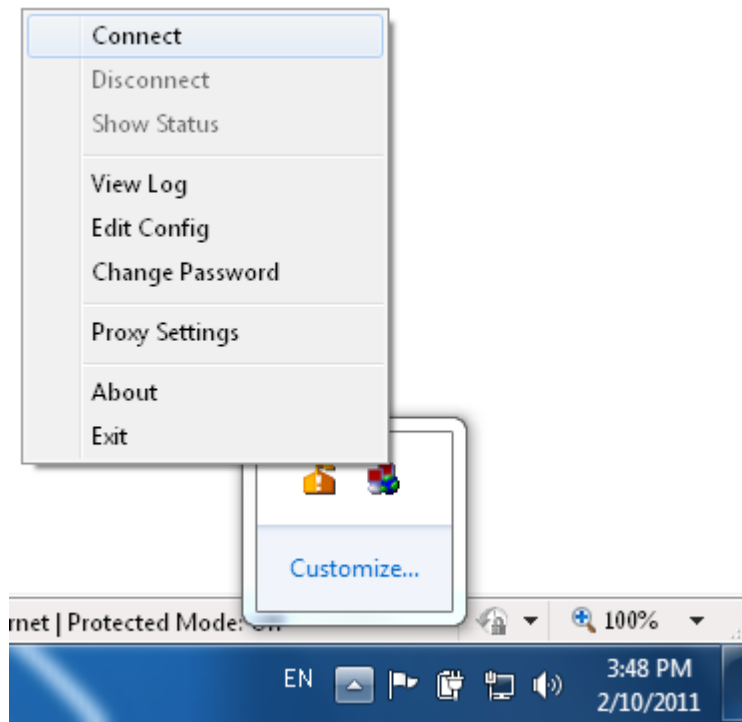 Connect
Disconnect
Show Status
View Log
Edit Config
Change Password
Proxy Settings
About
Exit
Customize...
rnet | Protected Mode:
100%
EN
3:48 PM
2/10/2011